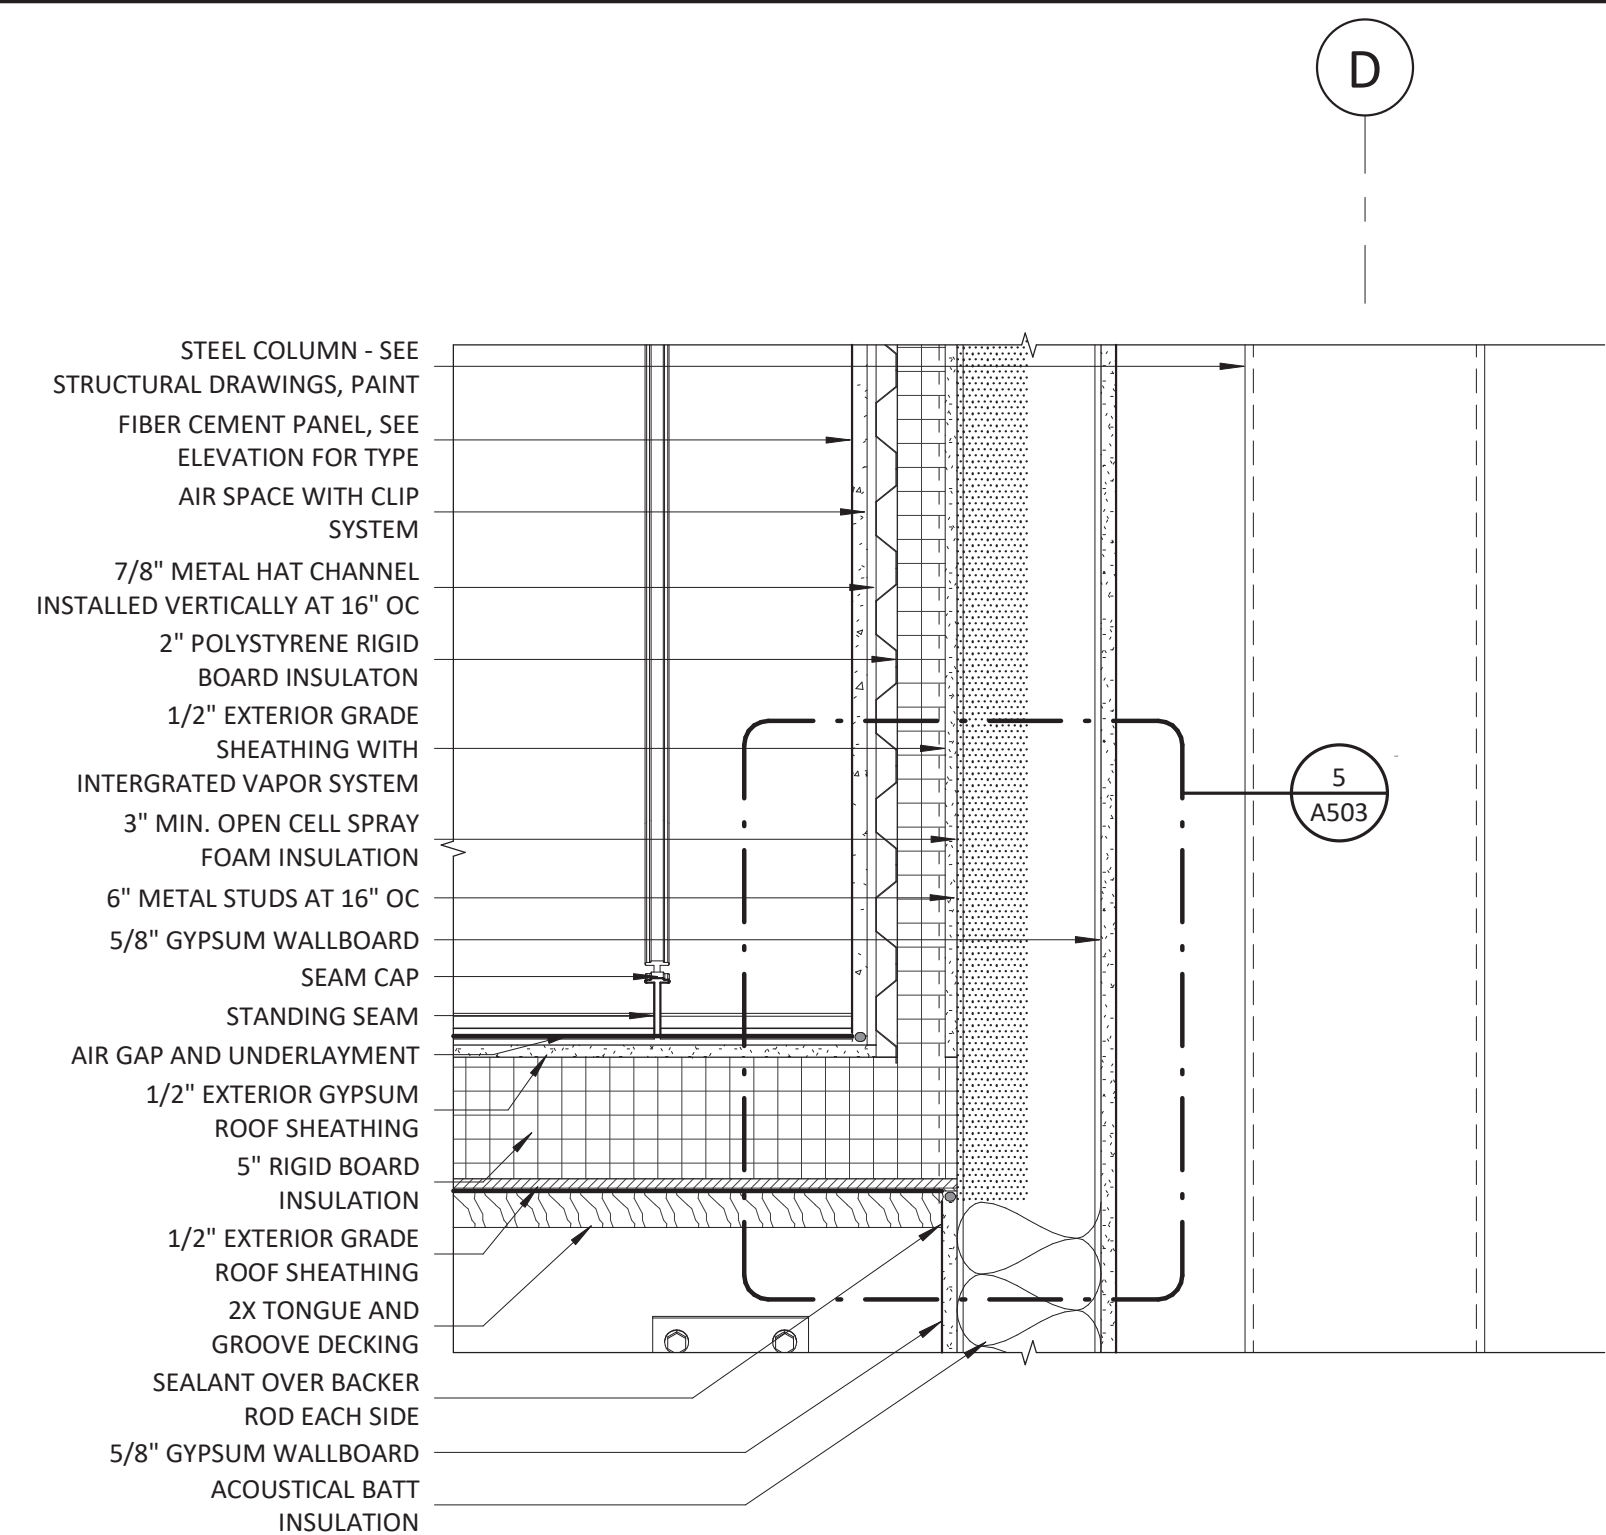 D
STEEL COLUMN - SEE
STRUCTURAL DRAWINGS, PAINT
FIBER CEMENT PANEL, SEE
ELEVATION FOR TYPE
AIR SPACE WITH CLIP
SYSTEM
7/8" METAL HAT CHANNEL
INSTALLED VERTICALLY AT 16" OC
2" POLYSTYRENE RIGID
BOARD INSULATON
1/2" EXTERIOR GRADE
SHEATHING WITH
INTERGRATED VAPOR SYSTEM
3" MIN. OPEN CELL SPRAY
FOAM INSULATION
6" METAL STUDS AT 16" OC
5/8" GYPSUM WALLBOARD
SEAM CAP
STANDING SEAM
AIR GAP AND UNDERLAYMENT
1/2" EXTERIOR GYPSUM
ROOF SHEATHING
5" RIGID BOARD
INSULATION
1/2" EXTERIOR GRADE
ROOF SHEATHING
2X TONGUE AND
GROOVE DECKING
SEALANT OVER BACKER
ROD EACH SIDE
5/8" GYPSUM WALLBOARD
ACOUSTICAL BATT
INSULATION
5
A503